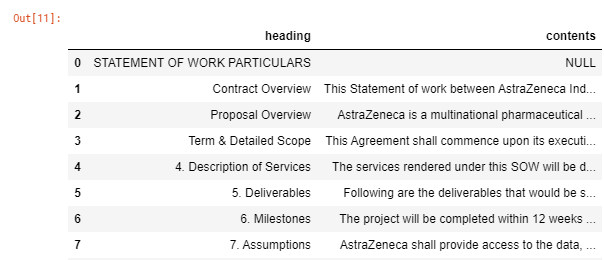 Out[11]:
heading contents
0 STATEMENT OF WORK PARTICULARS NULL
1 Contract Overview This Statement of work between AstraZeneca Ind...
2 Proposal Overview AstraZeneca is a multinational pharmaceutical ...
3 Term & Detailed Scope This Agreement shall commence upon its executi...
4 4. Description of Services The services rendered under this SOW will be d...
5 5. Deliverables Following are the deliverables that would be s...
6 6. Milestones The project will be completed within 12 weeks ...
7 7. Assumptions AstraZeneca shall provide access to the data, ...